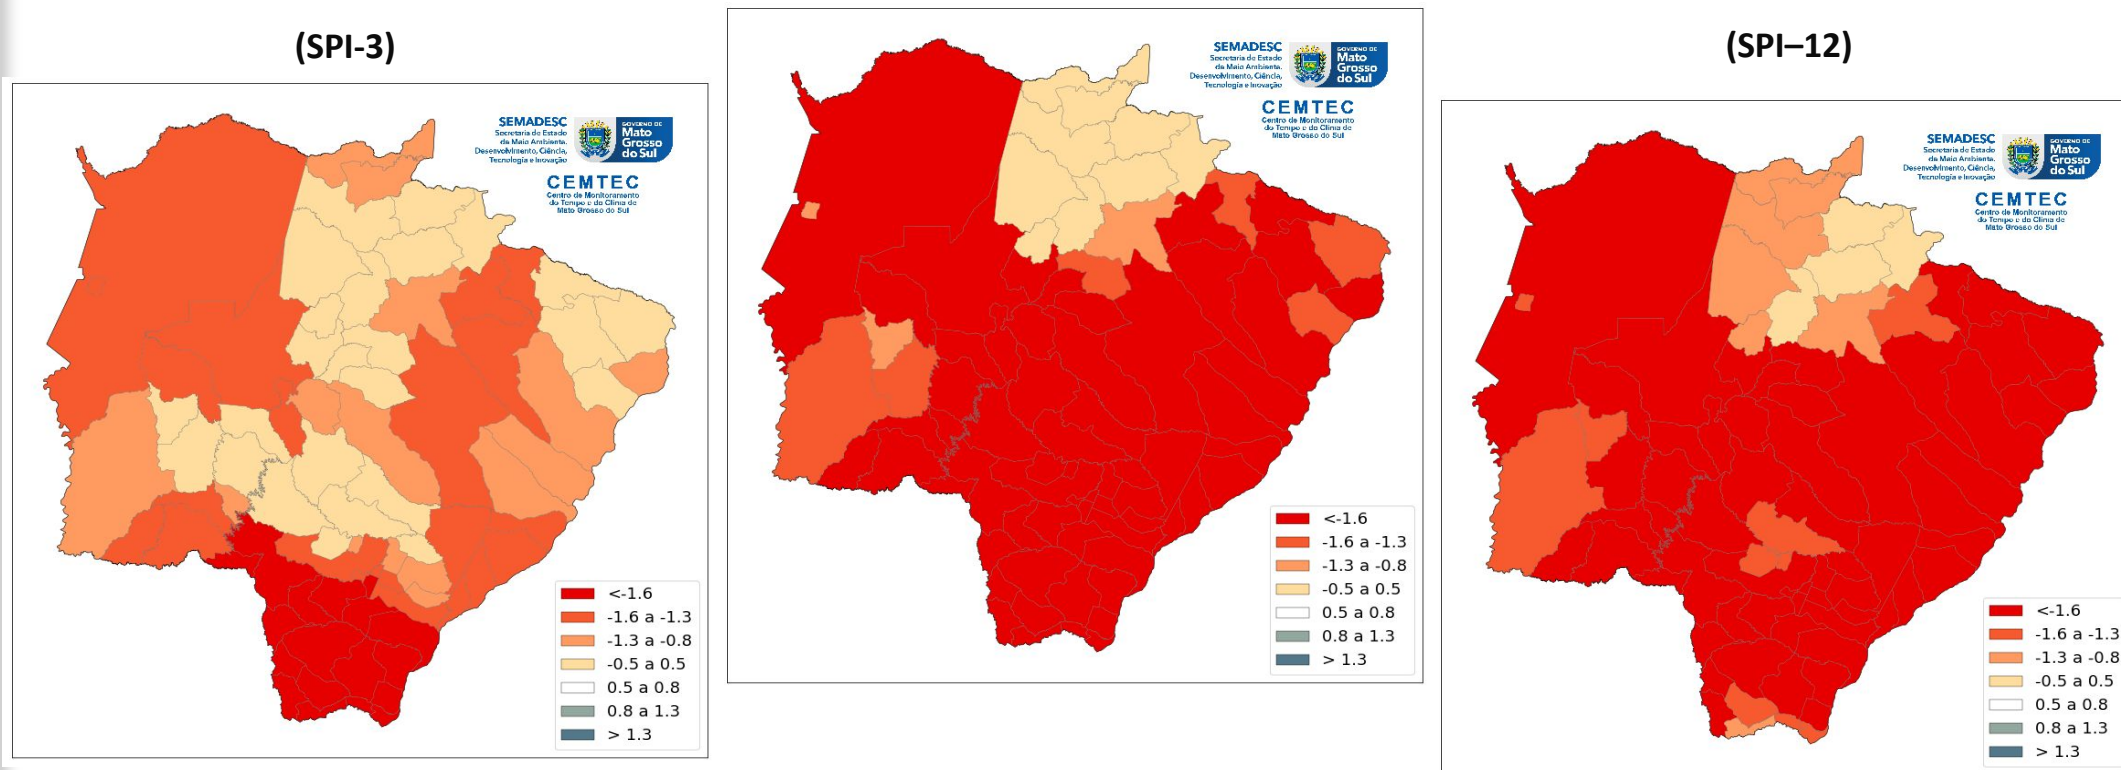 (SPI-3)
SEMADESC
Secretaria de Estado
de Meio Ambiente,
Desenvolvimento, Ciência,
Tecnologia e Inovação
GOVERNO DE
Mato
Grosso
do Sul
CEMTEC
Centro de Monitoramento
do Tempo e do Clima de
Mato Grosso do Sul
<-1.6
-1.6 a -1.3
-1.3 a -0.8
-0.5 a 0.5
0.5 a 0.8
0.8 a 1.3
> 1.3
SEMADESC
Secretaria de Estado
de Meio Ambiente,
Desenvolvimento, Ciência,
Tecnologia e Inovação
GOVERNO DE
Mato
Grosso
do Sul
CEMTEC
Centro de Monitoramento
do Tempo e do Clima de
Mato Grosso do Sul
<-1.6
-1.6 a -1.3
-1.3 a -0.8
-0.5 a 0.5
0.5 a 0.8
0.8 a 1.3
> 1.3
(SPI–12)
SEMADESC
Secretaria de Estado
de Meio Ambiente,
Desenvolvimento, Ciência,
Tecnologia e Inovação
GOVERNO DE
Mato
Grosso
do Sul
CEMTEC
Centro de Monitoramento
do Tempo e do Clima de
Mato Grosso do Sul
<-1.6
-1.6 a -1.3
-1.3 a -0.8
-0.5 a 0.5
0.5 a 0.8
0.8 a 1.3
> 1.3